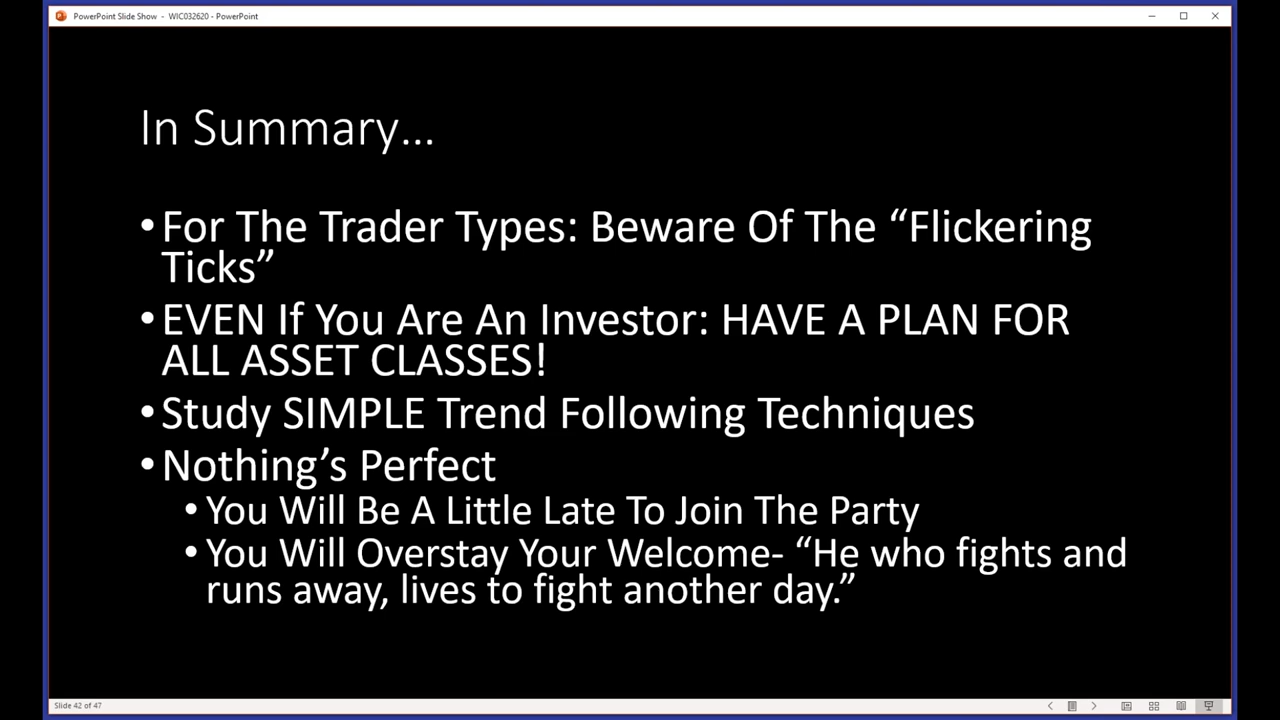 PowerPoint Slide Show - WIC032620 - PowerPoint
In Summary...
•For The Trader Types: Beware Of The “Flickering
Ticks”
•EVEN If You Are An Investor: HAVE A PLAN FOR
ALL ASSET CLASSES!
•Study SIMPLE Trend Following Techniques
•Nothing’s Perfect
•You Will Be A Little Late To Join The Party
•You Will Overstay Your Welcome- “He who fights and
runs away, lives to fight another day.”
Slide 42 of 47